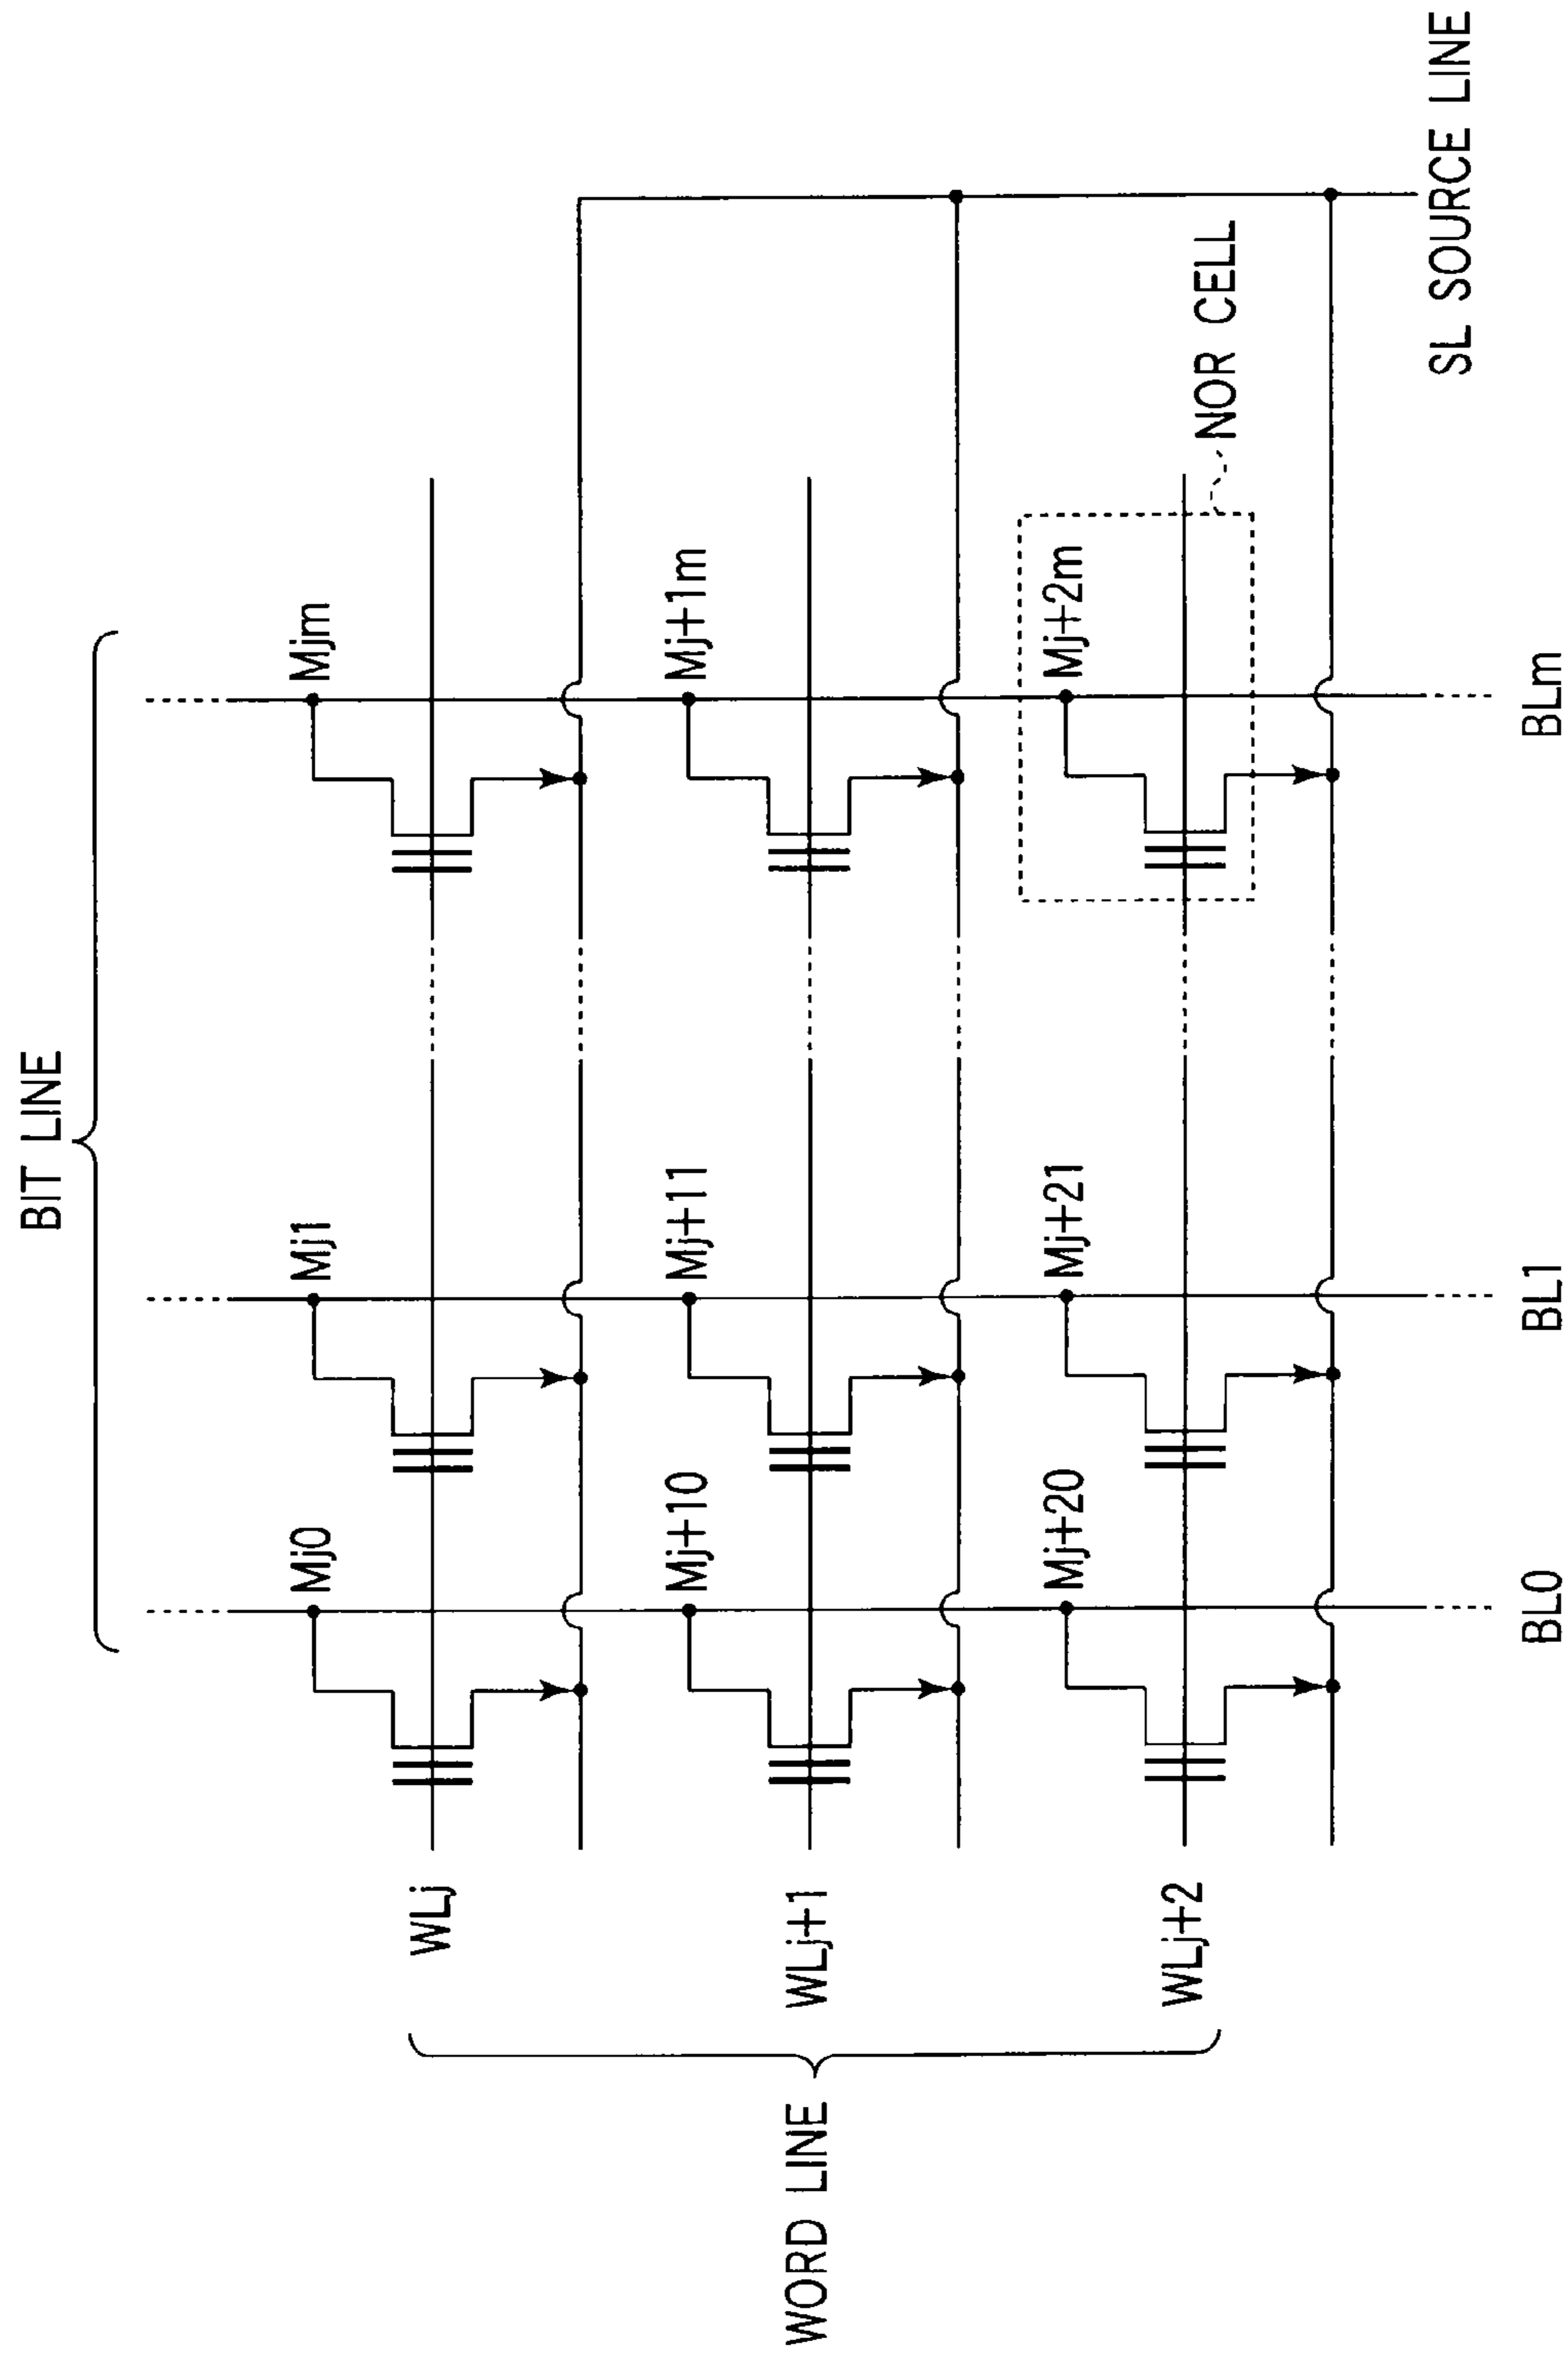 BIT LINE
Mj0
Mj1
Mjm
WLj
Mj+10
Mj+11
Mj+1m
WORD LINE
WLj+1
Mj+20
Mj+21
Mj+2m
WLj+2
NOR CELL
SL SOURCE LINE
BL0
BL1
BLm